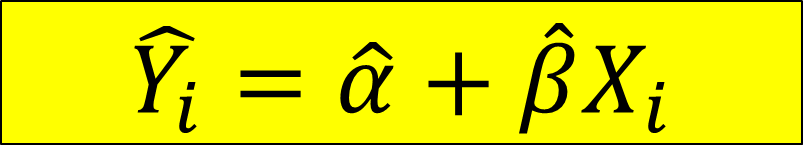 Ŷᵢ = α̂ + β̂Xᵢ